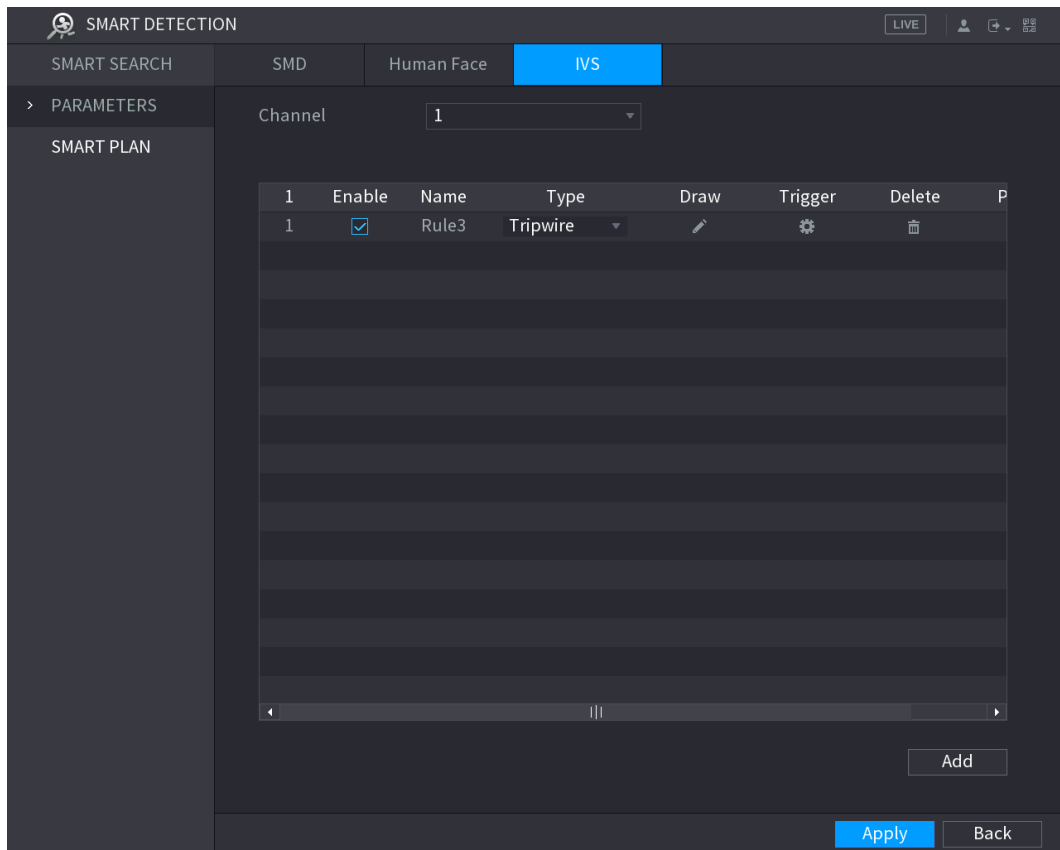 SMART DETECTION LIVE
SMART SEARCH SMD Human Face IVS
PARAMETERS
Channel 1
SMART PLAN
1 Enable Name Type Draw Trigger Delete P
1 Rule3 Tripwire
Add
Apply Back